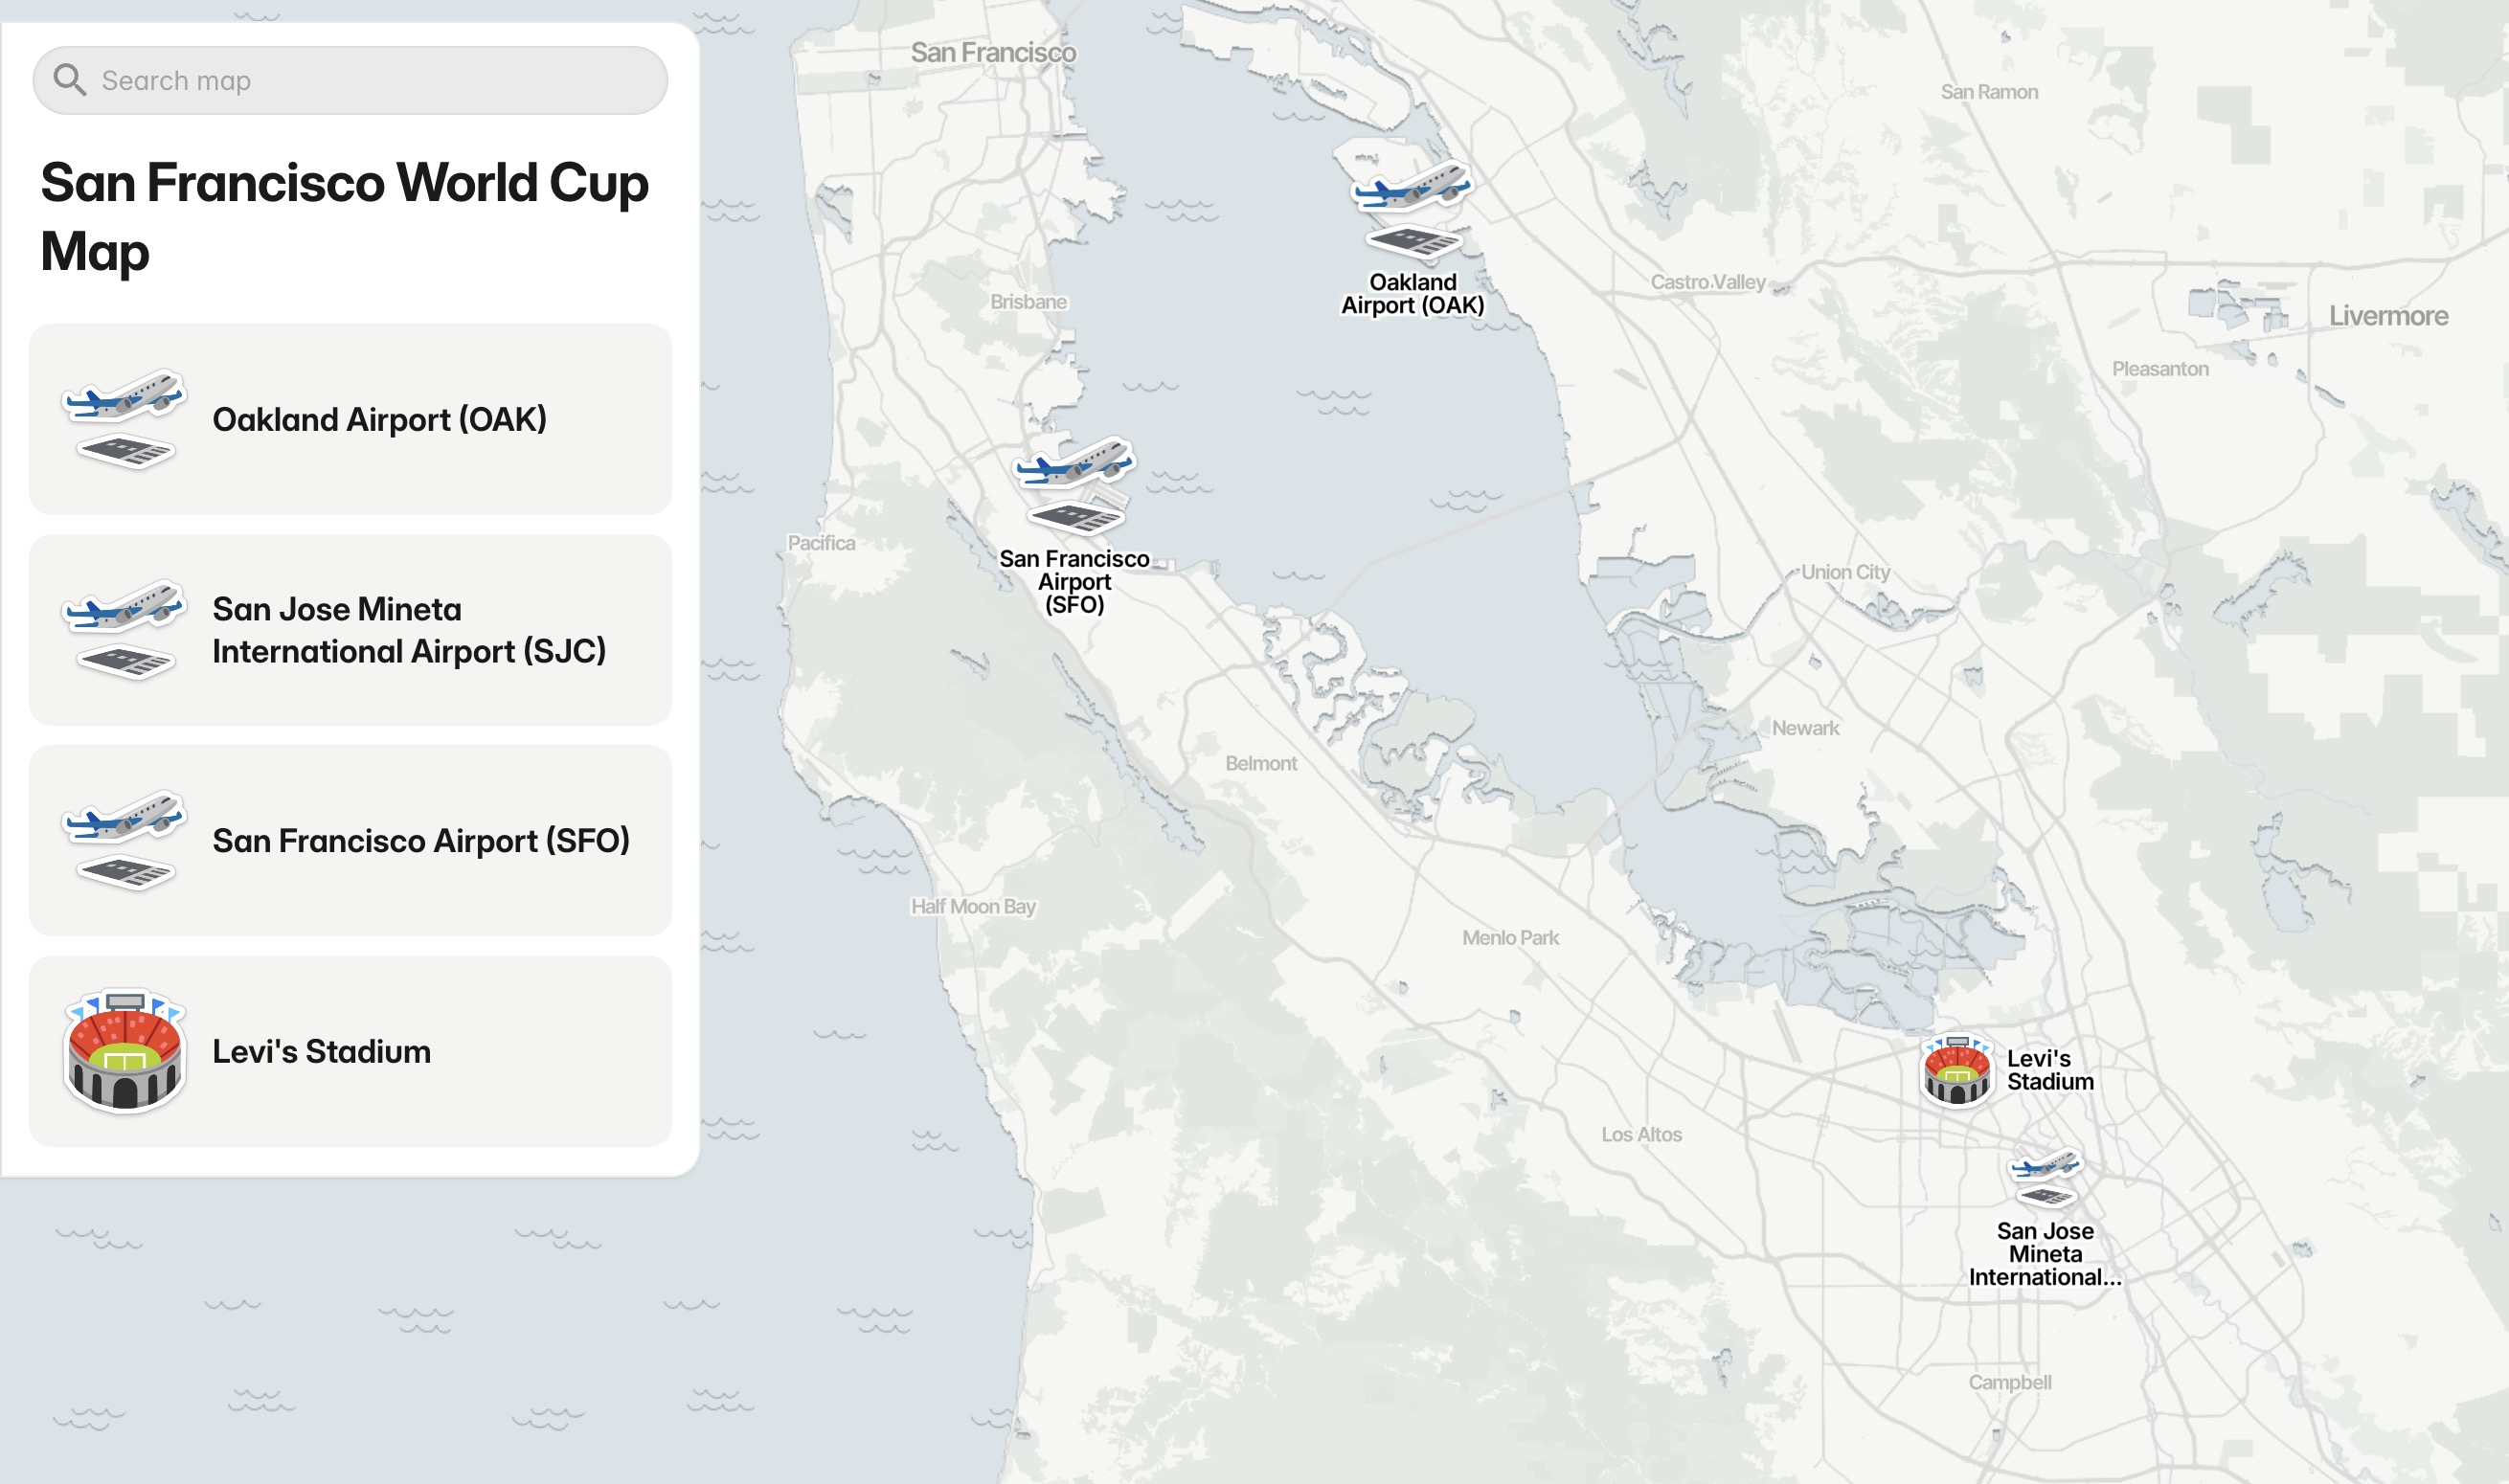 Search map
San Francisco World Cup
Map
Oakland Airport (OAK)
San Jose Mineta
International Airport (SJC)
San Francisco Airport (SFO)
Levi's Stadium
San Francisco
San Ramon
Oakland
Airport (OAK)
Castro Valley
Brisbane
Livermore
Pleasanton
Pacifica
San Francisco
Airport
(SFO)
Union City
Newark
Belmont
Half Moon Bay
Menlo Park
Levi's
Stadium
Los Altos
San Jose
Mineta
International...
Campbell